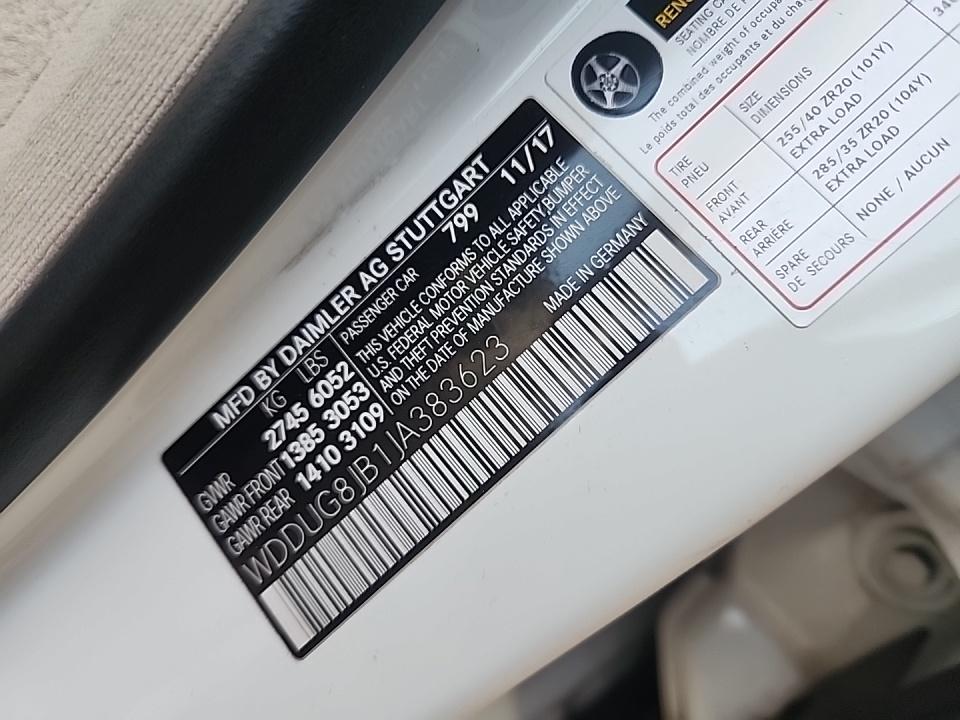 MFD BY DAIMLER AG STUTTGART
799 11/17
KG LBS
GVWR 2745 6052
GAWR FRONT 1385 3053
GAWR REAR 1410 3109
PASSENGER CAR
THIS VEHICLE CONFORMS TO ALL APPLICABLE
U.S. FEDERAL MOTOR VEHICLE SAFETY, BUMPER
AND THEFT PREVENTION STANDARDS IN EFFECT
ON THE DATE OF MANUFACTURE SHOWN ABOVE
MADE IN GERMANY
WDDUG8JB1JA383623
SEATING
NOMBRE DE
The combined weight of
Le poids total des occupants et du
TIRE
PNEU
SIZE
DIMENSIONS
FRONT
AVANT
255/40 ZR20 (101Y)
EXTRA LOAD
REAR
ARRIÈRE
285/35 ZR20 (104Y)
EXTRA LOAD
SPARE
DE SECOURS
NONE / AUCUN